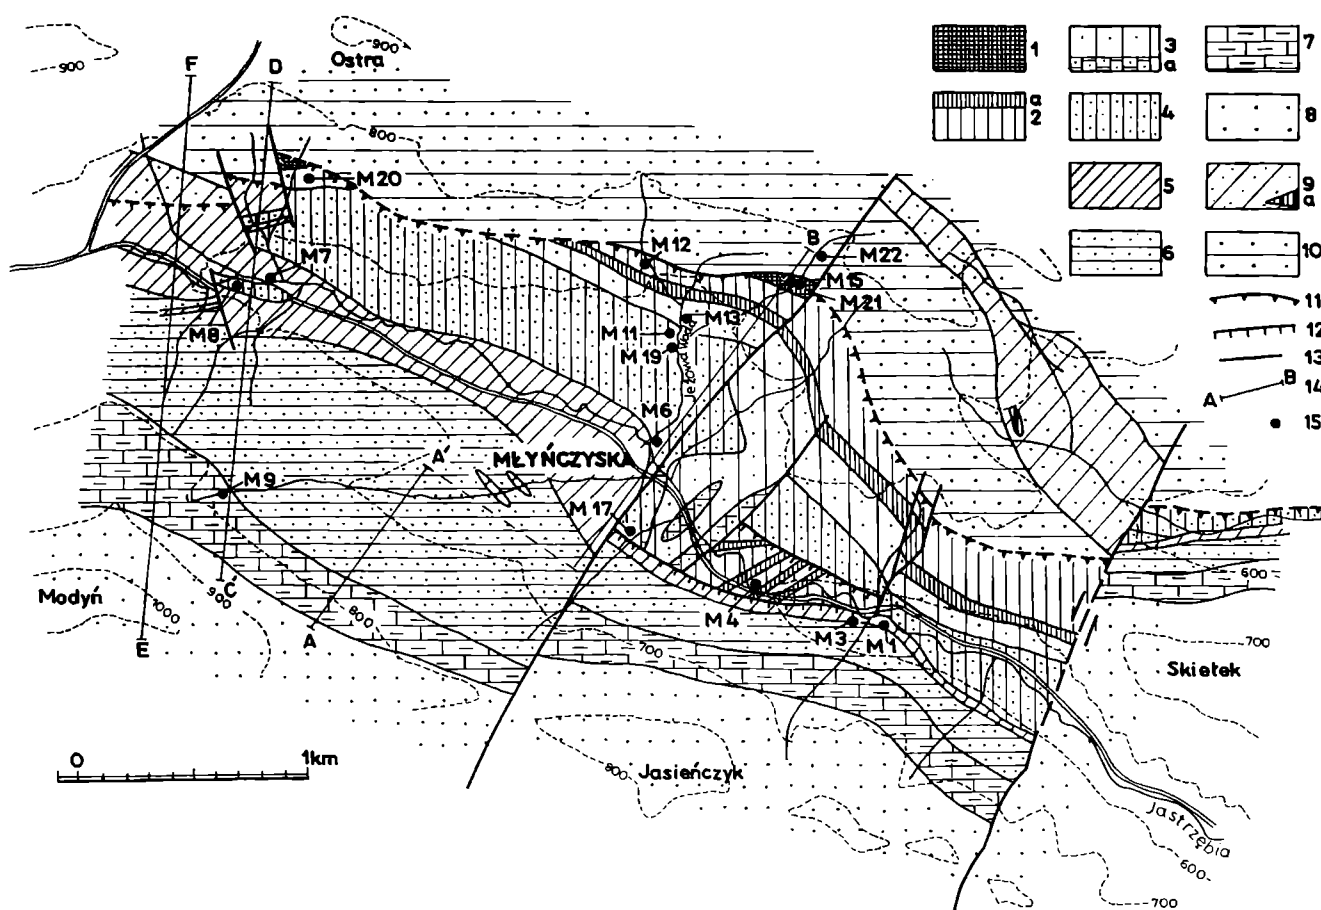 F
D
900
Ostra
900
800
M20
M7
M8
M12
B
M22
M15
M21
M13
M11
M19
Jeżowa Woda
M6
MŁYŃCZYSKA
A'
M9
M17
M4
M3
M1
Modyń
1000
C
900
800
E
A
700
600
700
Skiełek
0 1km
800
Jasieńczyk
Jastrzębia
600
700
1
a
2
3
a
4
5
6
7
8
9
a
10
11
12
13
A B 14
15